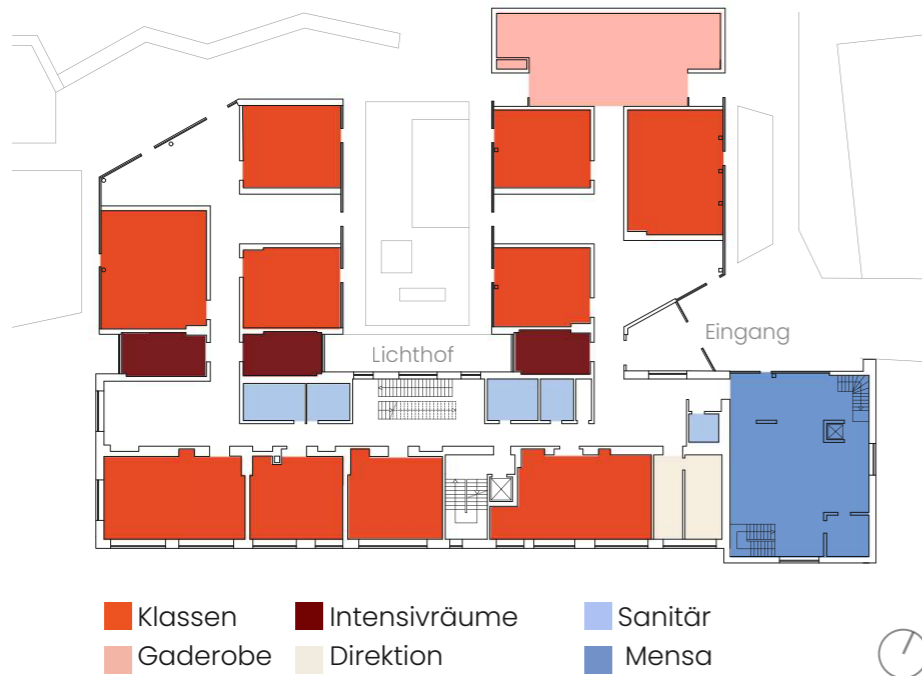 Eingang
Lichthof
Klassen
Intensivräume
Sanitär
Gaderobe
Direktion
Mensa